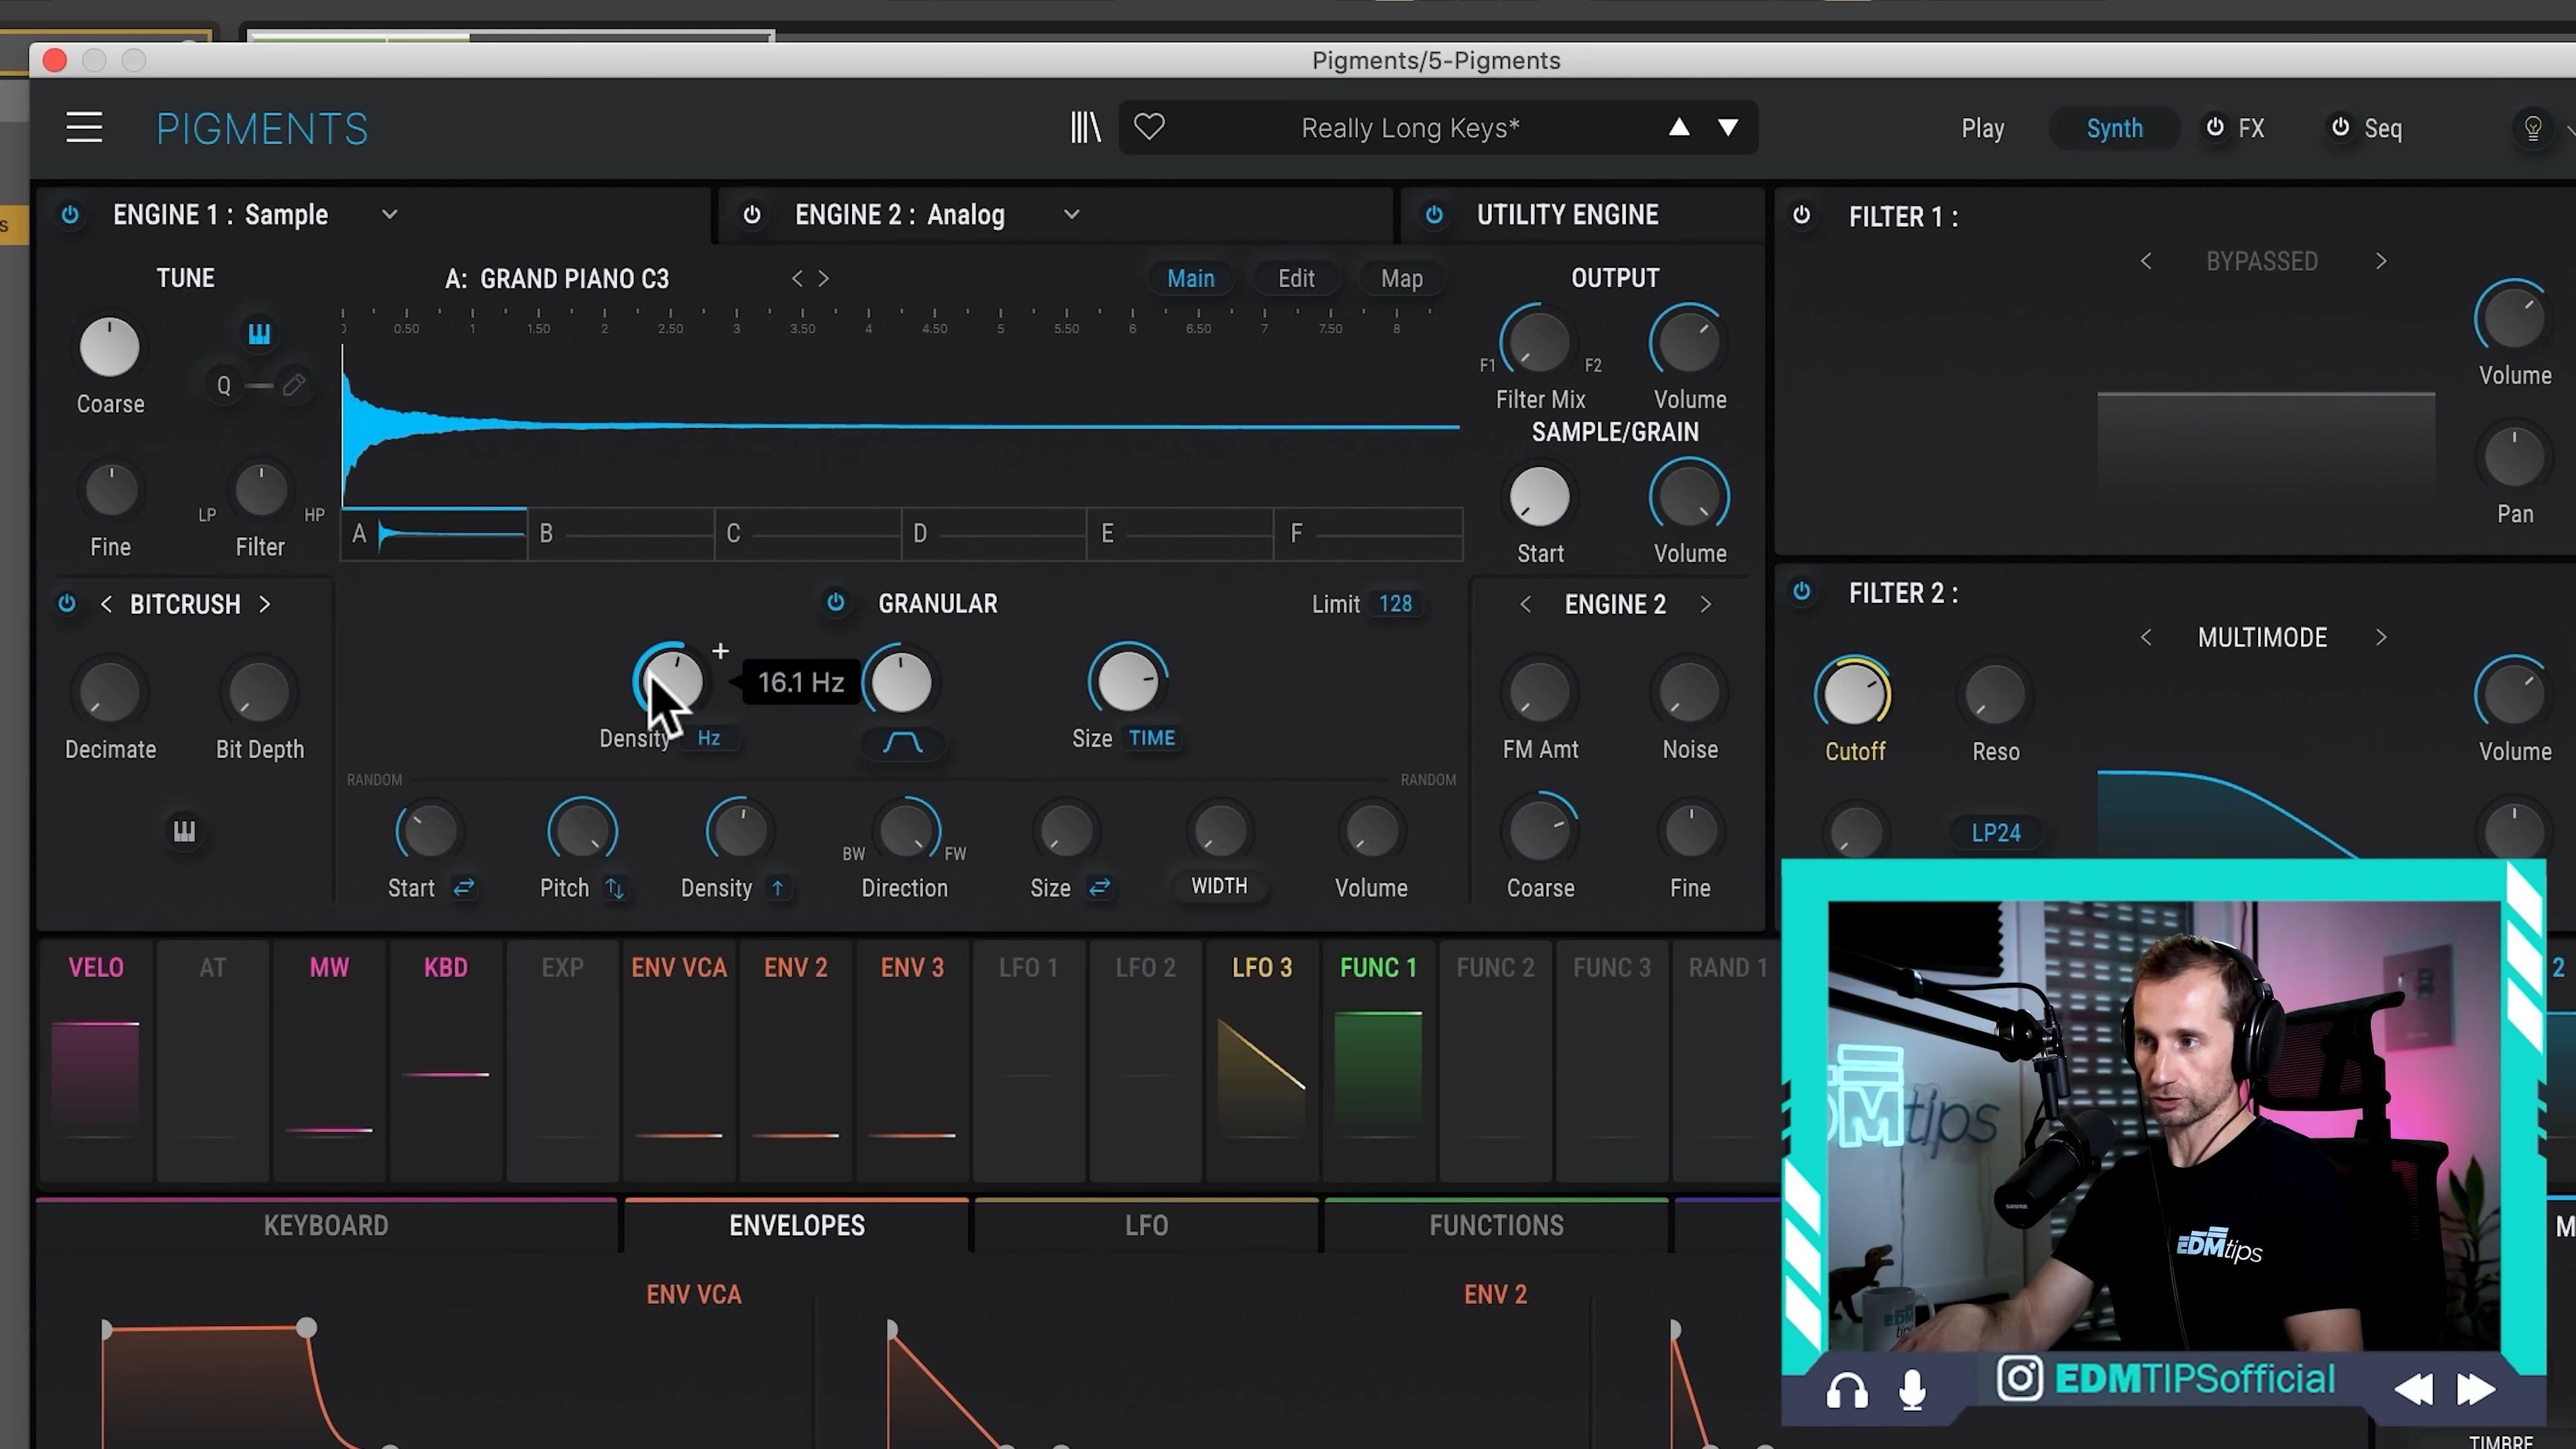 Pigments/5-Pigments
PIGMENTS
Really Long Keys*
Play
Synth
FX
Seq
s
ENGINE 1 : Sample
ENGINE 2 : Analog
UTILITY ENGINE
FILTER 1 :
TUNE
A: GRAND PIANO C3
Main
Edit
Map
OUTPUT
BYPASSED
0 0.50 1 1.50 2 2.50 3 3.50 4 4.50 5 5.50 6 6.50 7 7.50 8
Q
F1
F2
Coarse
Filter Mix
Volume
Volume
SAMPLE/GRAIN
LP
HP
Pan
Fine
Filter
A
B
C
D
E
F
Start
Volume
BITCRUSH
GRANULAR
Limit 128
ENGINE 2
FILTER 2 :
MULTIMODE
16.1 Hz
Density Hz
Size TIME
Decimate
Bit Depth
FM Amt
Noise
Cutoff
Reso
Volume
RANDOM
RANDOM
LP24
BW
FW
Start
Pitch
Density
Direction
Size
WIDTH
Volume
Coarse
Fine
VELO
AT
MW
KBD
EXP
ENV VCA
ENV 2
ENV 3
LFO 1
LFO 2
LFO 3
FUNC 1
FUNC 2
FUNC 3
RAND 1
2
KEYBOARD
ENVELOPES
LFO
FUNCTIONS
M
ENV VCA
ENV 2
DMtips
SHURE
EDMtips
EDM
tips
EDMTIPSofficial
TIMBRE